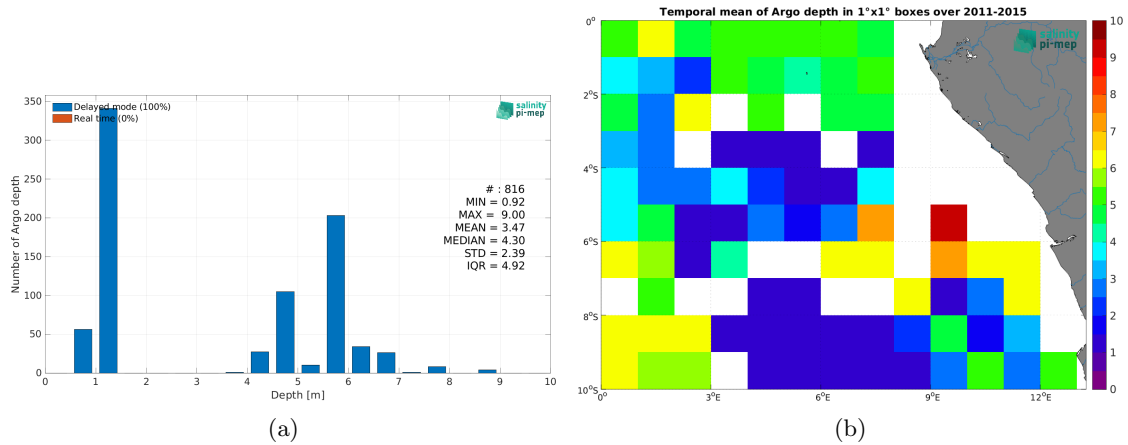 Delayed mode (100%)
Real time (0%)
salinity
pi-mep
# : 816
MIN = 0.92
MAX = 9.00
MEAN = 3.47
MEDIAN = 4.30
STD = 2.39
IQR = 4.92
Number of Argo depth
350
300
250
200
150
100
50
0
0 1 2 3 4 5 6 7 8 9 10
Depth [m]
(a)
Temporal mean of Argo depth in 1°x1° boxes over 2011-2015
salinity
pi-mep
0°
2°S
4°S
6°S
8°S
10°S
0° 3°E 6°E 9°E 12°E
10
9
8
7
6
5
4
3
2
1
0
(b)